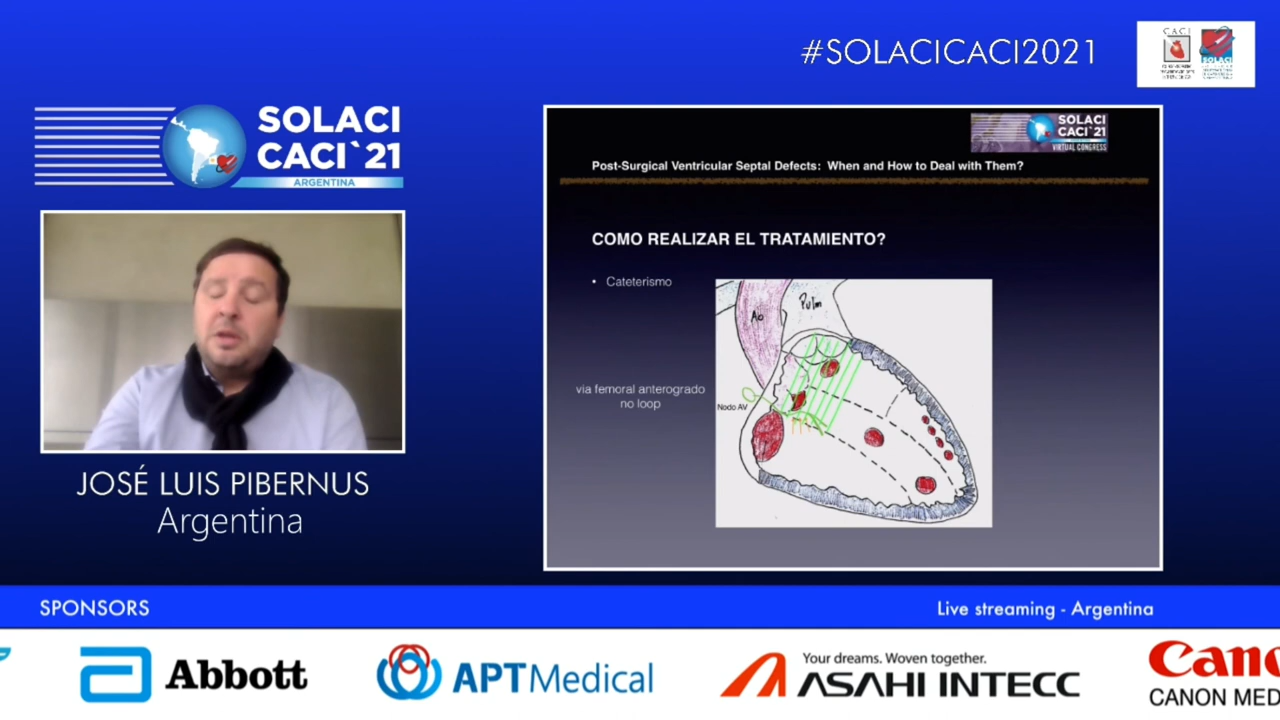 #SOLACICACI2021
C.A.C.I
SOLACI
SOLACI
CACI`21
ARGENTINA
SOLACI
CACI`21
VIRTUAL CONGRESS
Post-Surgical Ventricular Septal Defects: When and How to Deal with Them?
COMO REALIZAR EL TRATAMIENTO?
• Cateterismo
Ao
Pulm
via femoral anterogrado
no loop
Nodo AV
JOSÉ LUIS PIBERNUS
Argentina
SPONSORS
Live streaming - Argentina
Abbott
APTMedical
Your dreams. Woven together.
ASAHI INTECC
Cano
CANON MED